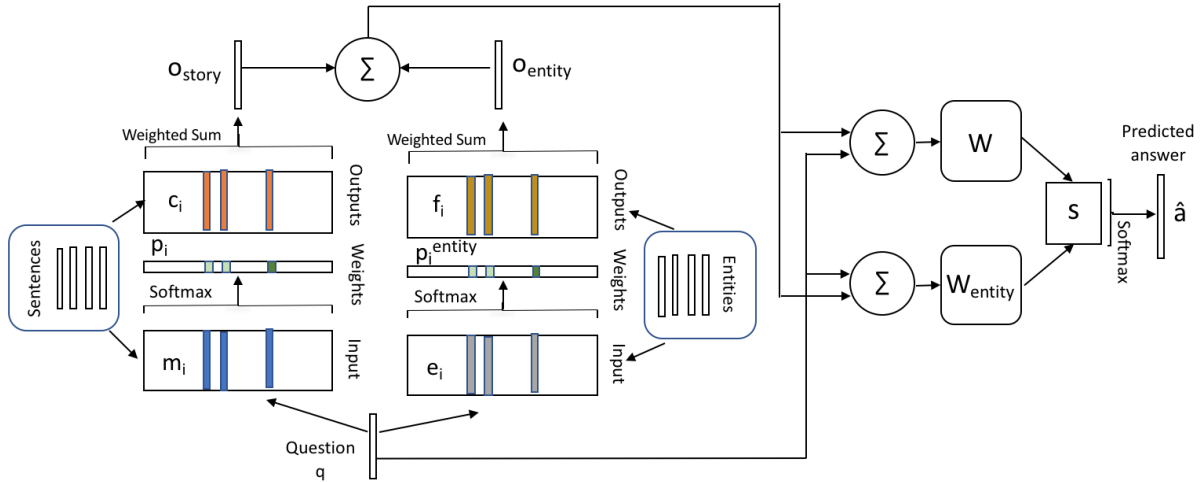 o_story
Σ
o_entity
Weighted Sum
Weighted Sum
c_i
Outputs
f_i
Outputs
Sentences
p_i
Weights
p_i^entity
Weights
Entities
Softmax
Softmax
m_i
Input
e_i
Input
Question
q
Σ
W
Σ
W_entity
s
Softmax
Predicted
answer
â